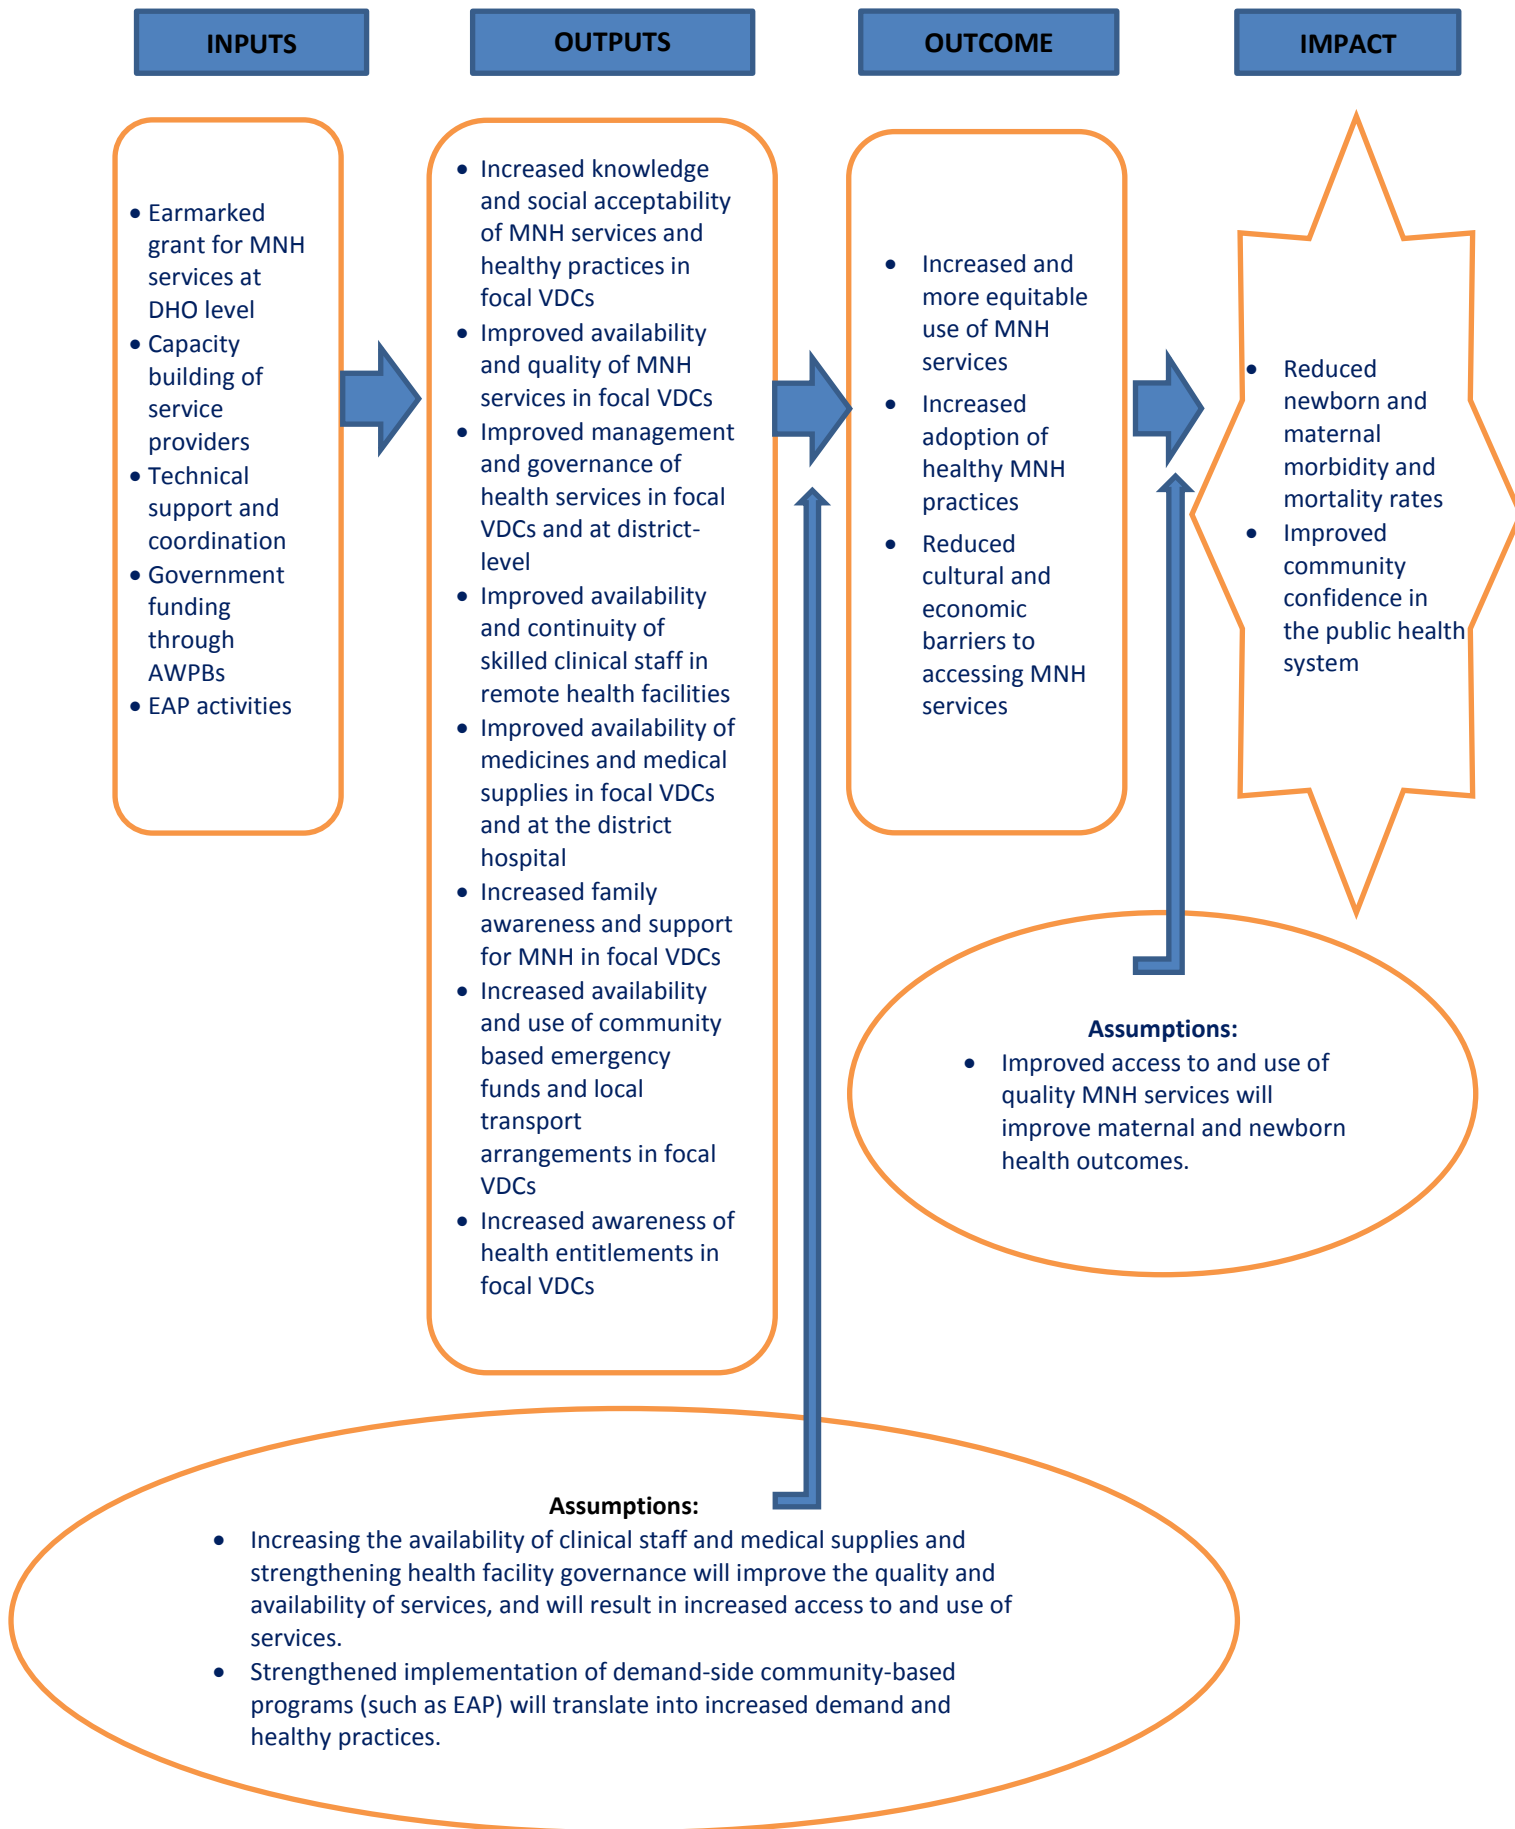 INPUTS
OUTPUTS
OUTCOME
IMPACT
• Earmarked
grant for MNH
services at
DHO level
• Capacity
building of
service
providers
• Technical
support and
coordination
• Government
funding
through
AWPBs
• EAP activities
• Increased knowledge
and social acceptability
of MNH services and
healthy practices in
focal VDCs
• Improved availability
and quality of MNH
services in focal VDCs
• Improved management
and governance of
health services in focal
VDCs and at district-
level
• Improved availability
and continuity of
skilled clinical staff in
remote health facilities
• Improved availability of
medicines and medical
supplies in focal VDCs
and at the district
hospital
• Increased family
awareness and support
for MNH in focal VDCs
• Increased availability
and use of community
based emergency
funds and local
transport
arrangements in focal
VDCs
• Increased awareness of
health entitlements in
focal VDCs
• Increased and
more equitable
use of MNH
services
• Increased
adoption of
healthy MNH
practices
• Reduced
cultural and
economic
barriers to
accessing MNH
services
• Reduced
newborn and
maternal
morbidity and
mortality rates
• Improved
community
confidence in
the public health
system
Assumptions:
• Improved access to and use of
quality MNH services will
improve maternal and newborn
health outcomes.
Assumptions:
• Increasing the availability of clinical staff and medical supplies and
strengthening health facility governance will improve the quality and
availability of services, and will result in increased access to and use of
services.
• Strengthened implementation of demand-side community-based
programs (such as EAP) will translate into increased demand and
healthy practices.